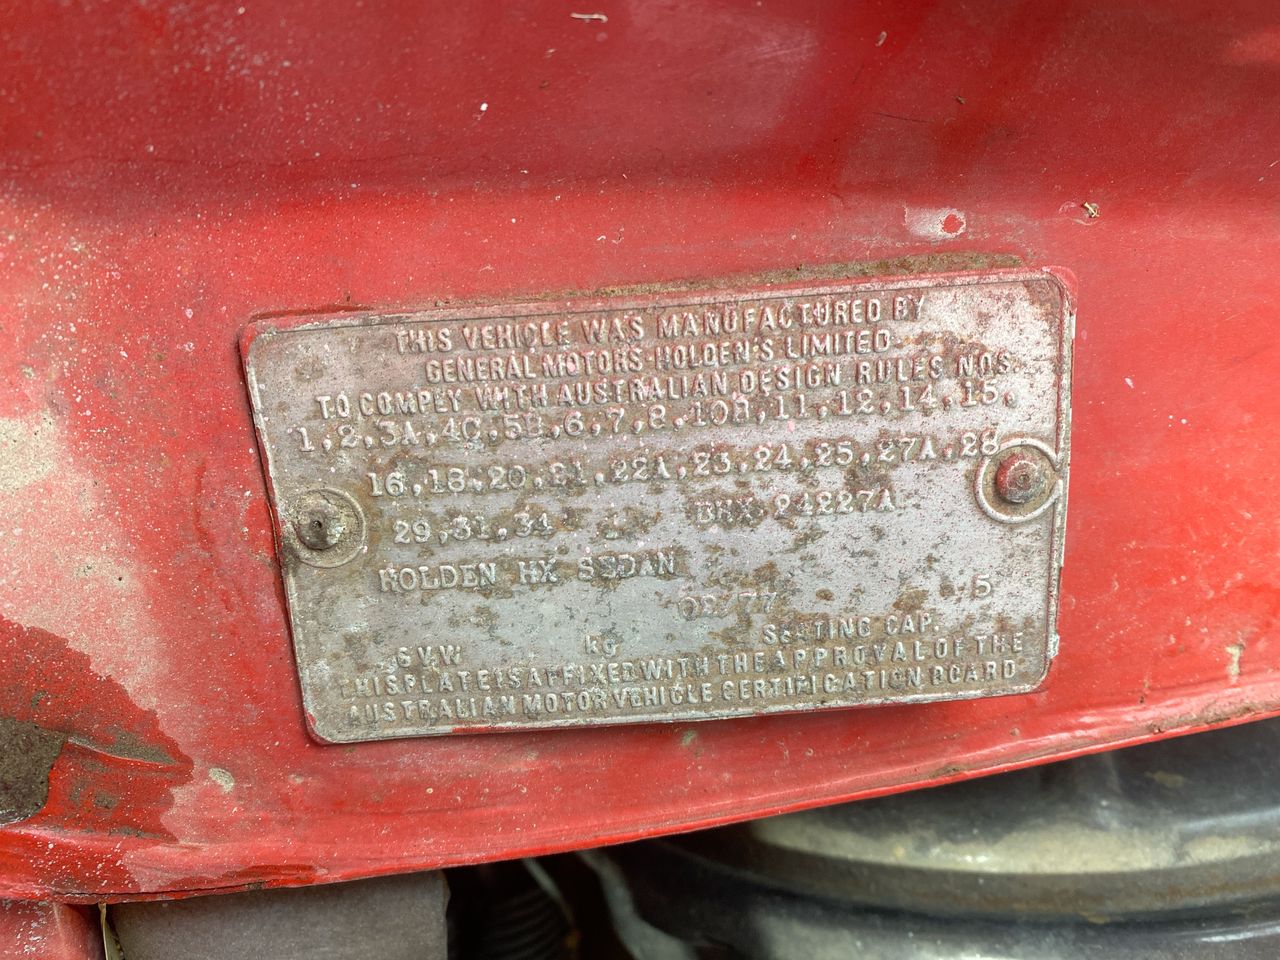 THIS VEHICLE WAS MANUFACTURED BY
GENERAL MOTORS-HOLDEN'S LIMITED
TO COMPLY WITH AUSTRALIAN DESIGN RULES NOS
1,2,3A,4C,5B,6,7,8,10B,11,12,14,15,
16,18,20,21,22A,23,24,25,27A,28
29,31,34
HOLDEN HX SEDAN
5
GVW kg SEATING CAP.
THIS PLATE IS AFFIXED WITH THE APPROVAL OF THE
AUSTRALIAN MOTOR VEHICLE CERTIFICATION BOARD